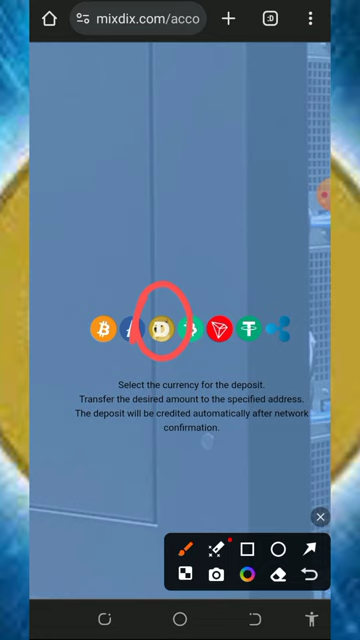 mixdix.com/acco
:D
Select the currency for the deposit.
Transfer the desired amount to the specified address.
The deposit will be credited automatically after network
confirmation.